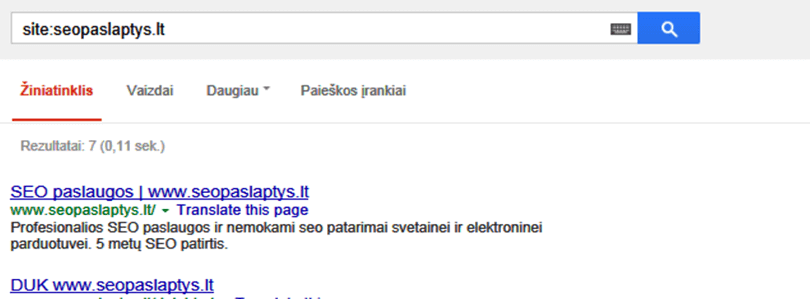 site:seopaslaptys.lt
Žiniatinklis Vaizdai Daugiau Paieškos įrankiai
Rezultatai: 7 (0,11 sek.)
SEO paslaugos | www.seopaslaptys.lt
www.seopaslaptys.lt/ Translate this page
Profesionalios SEO paslaugos ir nemokami seo patarimai svetainei ir elektroninei
parduotuvei. 5 metų SEO patirtis.
DUK www.seopaslaptys.lt